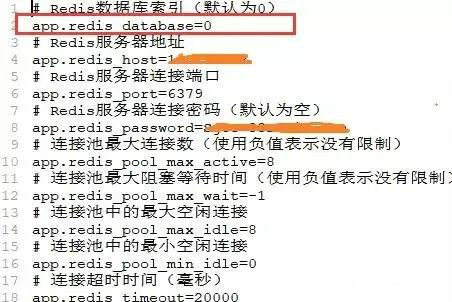 1 # Redis数据库索引（默认为0）
2 app.redis_database=0
3 # Redis服务器地址
4 app.redis_host=
5 # Redis服务器连接端口
6 app.redis_port=6379
7 # Redis服务器连接密码（默认为空）
8 app.redis_password=
9 # 连接池最大连接数（使用负值表示没有限制）
10 app.redis_pool_max_active=8
11 # 连接池最大阻塞等待时间（使用负值表示没有限制）
12 app.redis_pool_max_wait=-1
13 # 连接池中的最大空闲连接
14 app.redis_pool_max_idle=8
15 # 连接池中的最小空闲连接
16 app.redis_pool_min_idle=0
17 # 连接超时时间（毫秒）
18 app.redis_timeout=20000